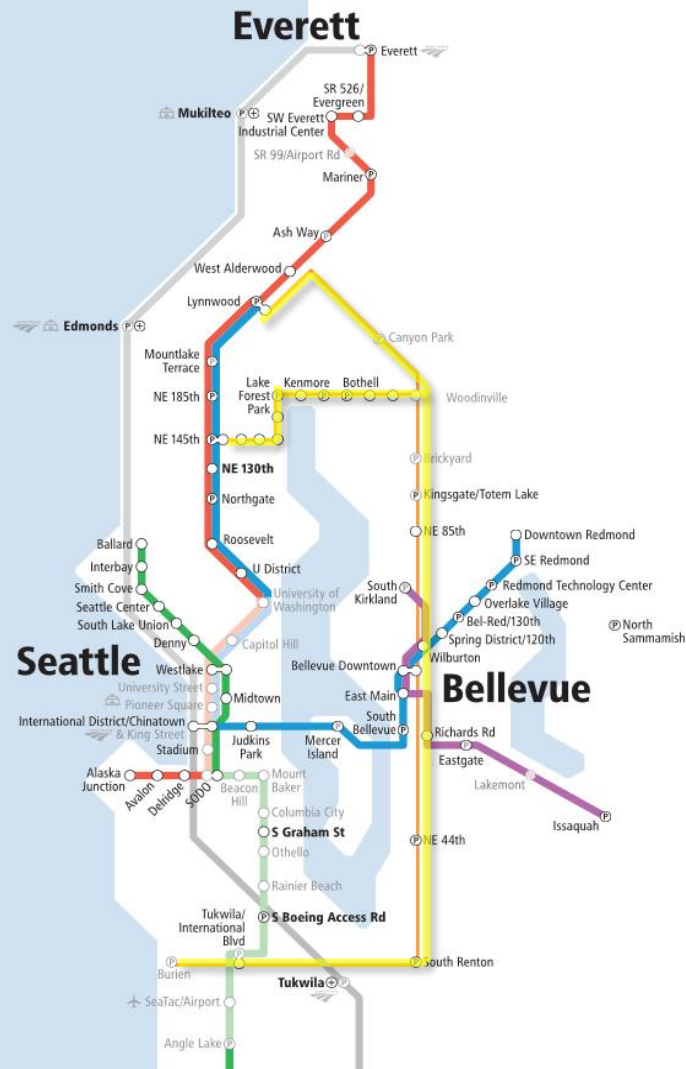 Everett
Everett
SR 526/
Evergreen
Mukilteo
SW Everett
Industrial Center
SR 99/Airport Rd
Mariner
Ash Way
West Alderwood
Lynnwood
Edmonds
Canyon Park
Mountlake
Terrace
Lake
Forest
Park
Kenmore
Bothell
NE 185th
Woodinville
NE 145th
NE 130th
Brickyard
Northgate
Kingsgate/Totem Lake
NE 85th
Roosevelt
Ballard
Downtown Redmond
Interbay
U District
SE Redmond
Smith Cove
South
Kirkland
Redmond Technology Center
University of
Washington
Seattle Center
Overlake Village
South Lake Union
Bel-Red/130th
North
Sammamish
Denny
Capitol Hill
Spring District/120th
Wilburton
Seattle
Westlake
Bellevue Downtown
University Street
Midtown
East Main
Bellevue
Pioneer Square
International District/Chinatown
& King Street
South
Bellevue
Richards Rd
Stadium
Judkins
Park
Mercer
Island
Eastgate
Alaska
Junction
Avalon
Delridge
SODO
Beacon
Hill
Mount
Baker
Lakemont
Columbia City
Issaquah
S Graham St
NE 44th
Othello
Rainier Beach
Tukwila/
International
Blvd
S Boeing Access Rd
Burien
South Renton
Tukwila
SeaTac/Airport
Angle Lake